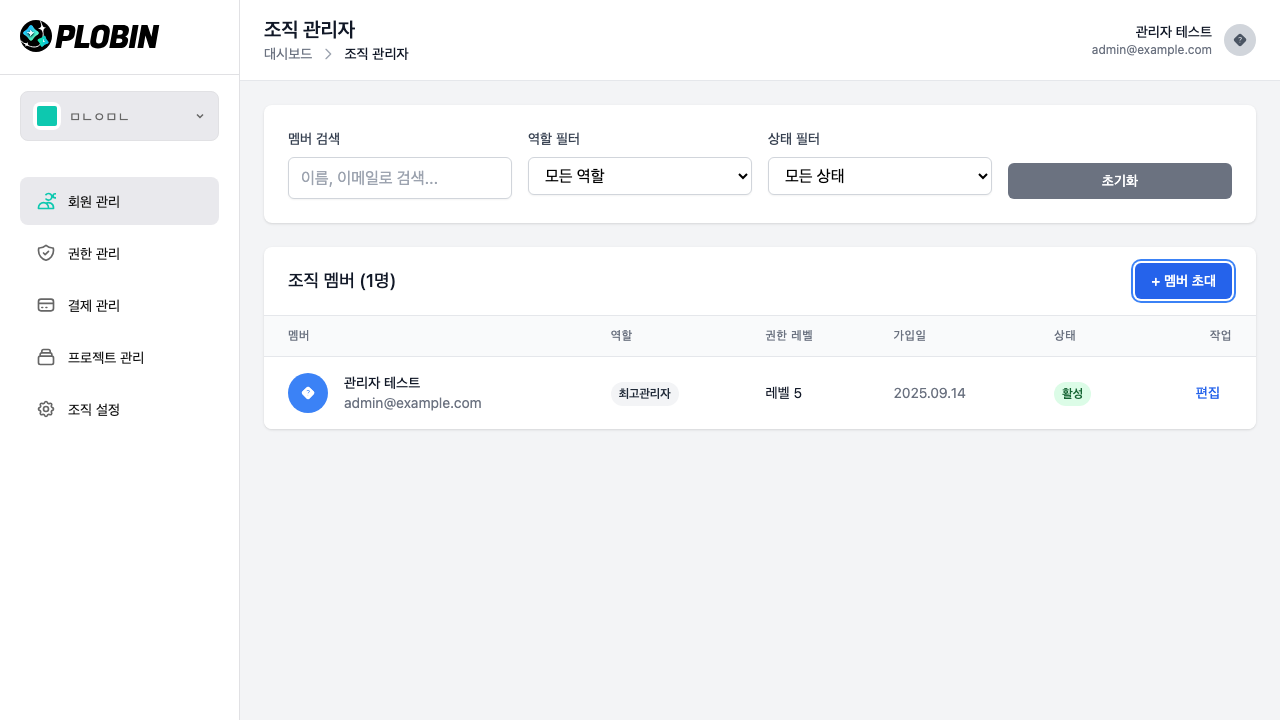 PLOBIN
ㅁㄴㅇㅁㄴ
회원 관리
권한 관리
결제 관리
프로젝트 관리
조직 설정
조직 관리자
대시보드 > 조직 관리자
관리자 테스트
admin@example.com
멤버 검색
이름, 이메일로 검색...
역할 필터
모든 역할
상태 필터
모든 상태
초기화
조직 멤버 (1명)
+ 멤버 초대
멤버 역할 권한 레벨 가입일 상태 작업
관리자 테스트
admin@example.com
최고관리자
레벨 5
2025.09.14
활성
편집